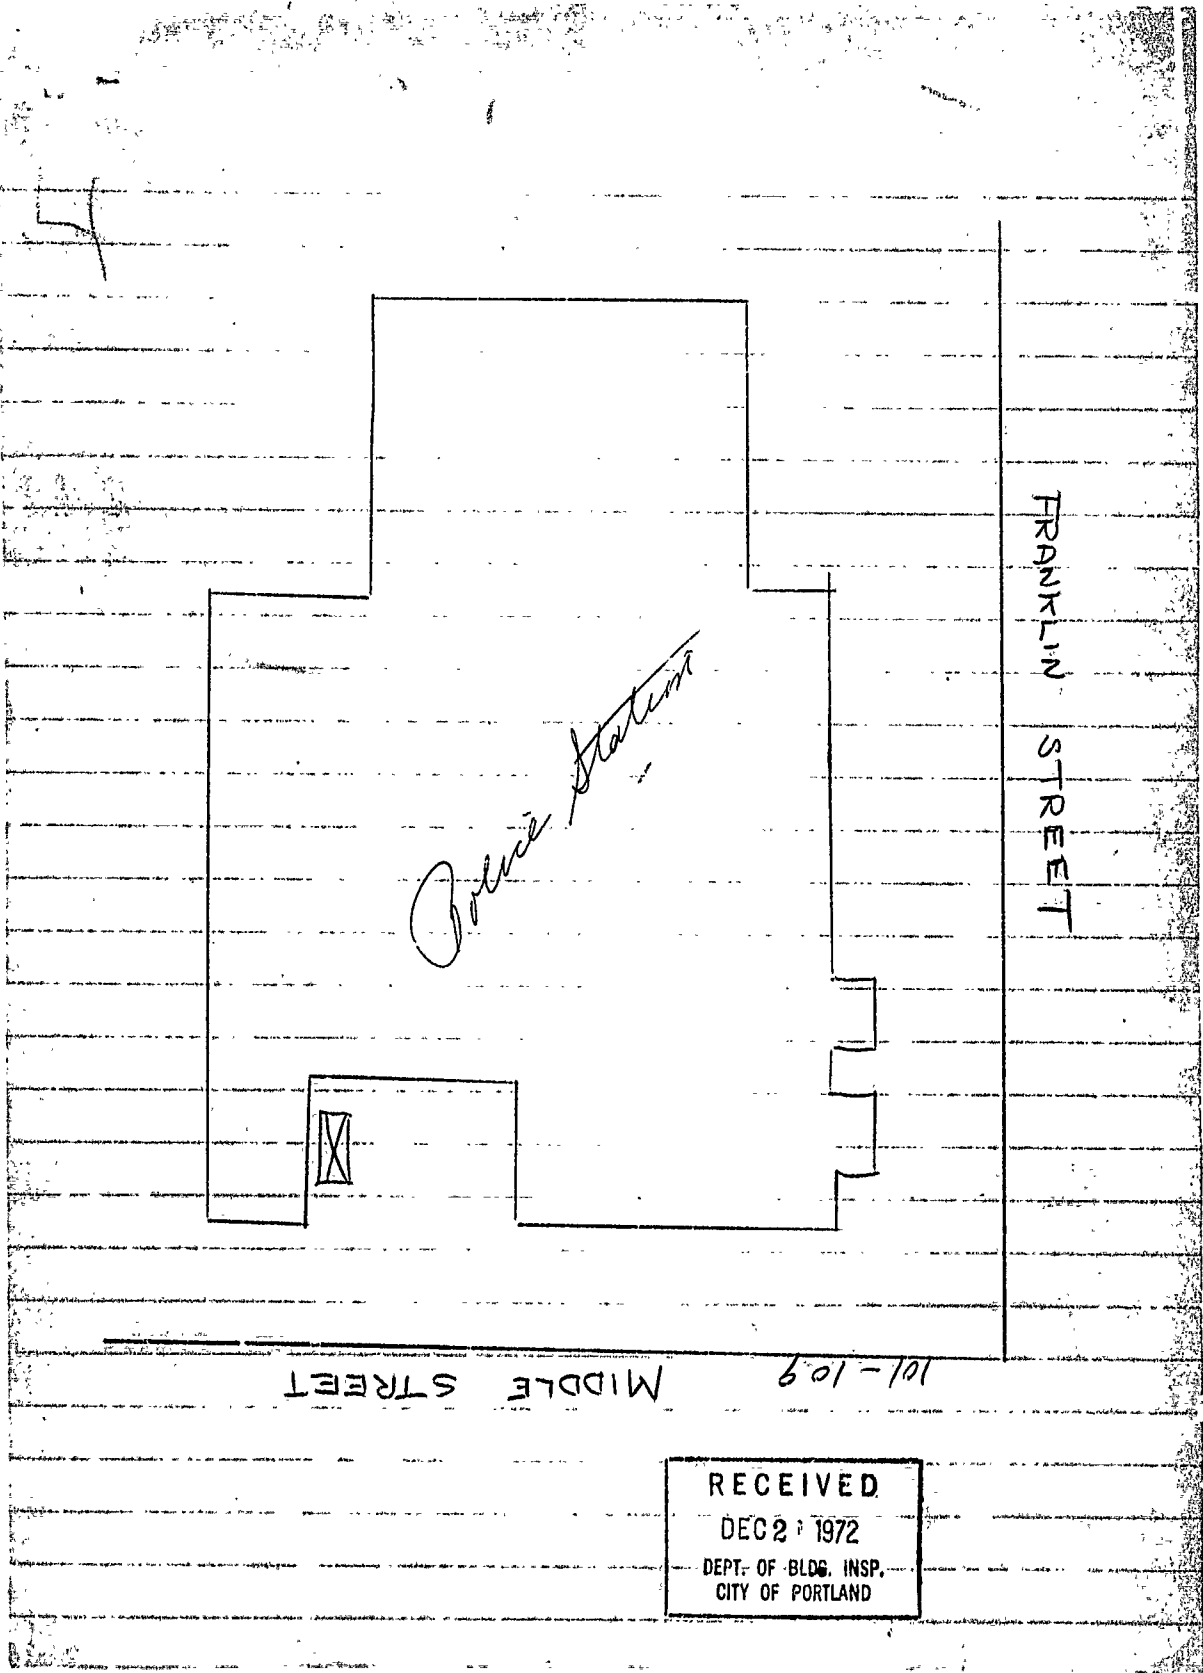 FRANKLIN STREET
Police Station
MIDDLE STREET
101-109
RECEIVED
DEC 2 1972
DEPT. OF BLDG. INSP.
CITY OF PORTLAND